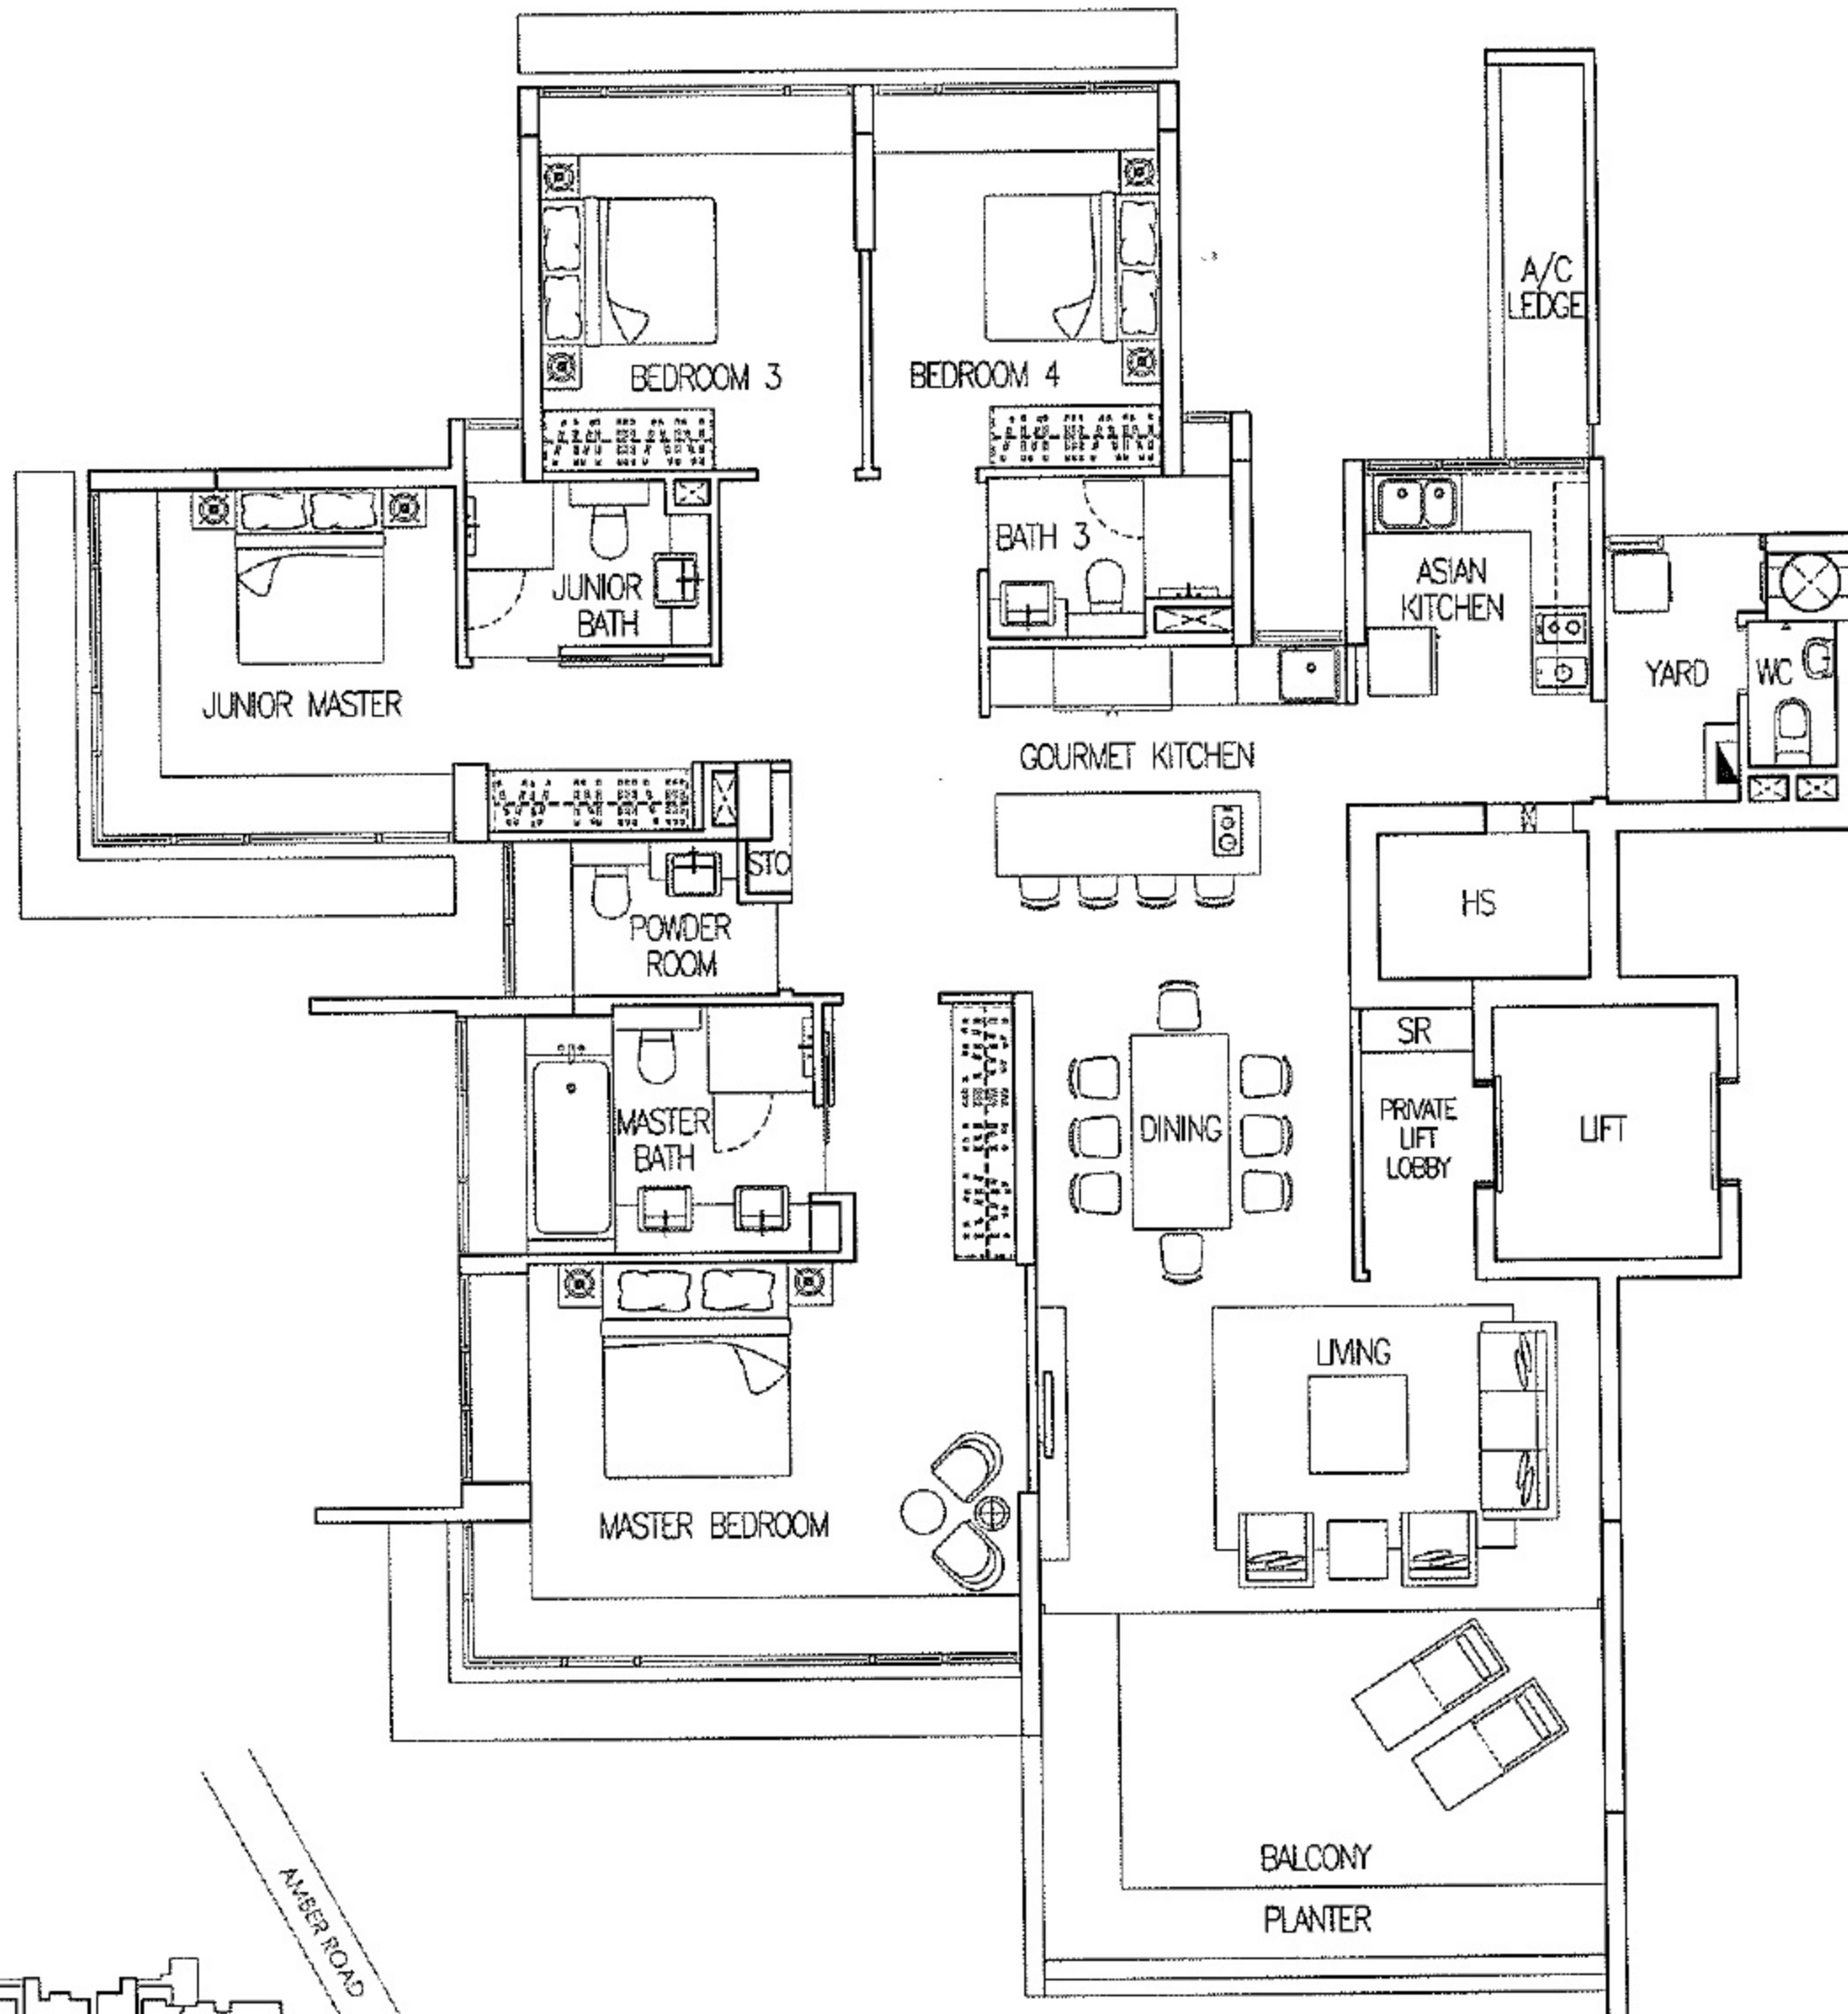 A/C
LEDGE
BEDROOM 3
BEDROOM 4
BATH 3
JUNIOR
BATH
ASIAN
KITCHEN
JUNIOR MASTER
YARD
WC
GOURMET KITCHEN
STO
HS
POWDER
ROOM
SR
MASTER
BATH
DINING
PRIVATE
LIFT
LOBBY
LIFT
LIVING
MASTER BEDROOM
BALCONY
PLANTER
AMBER ROAD